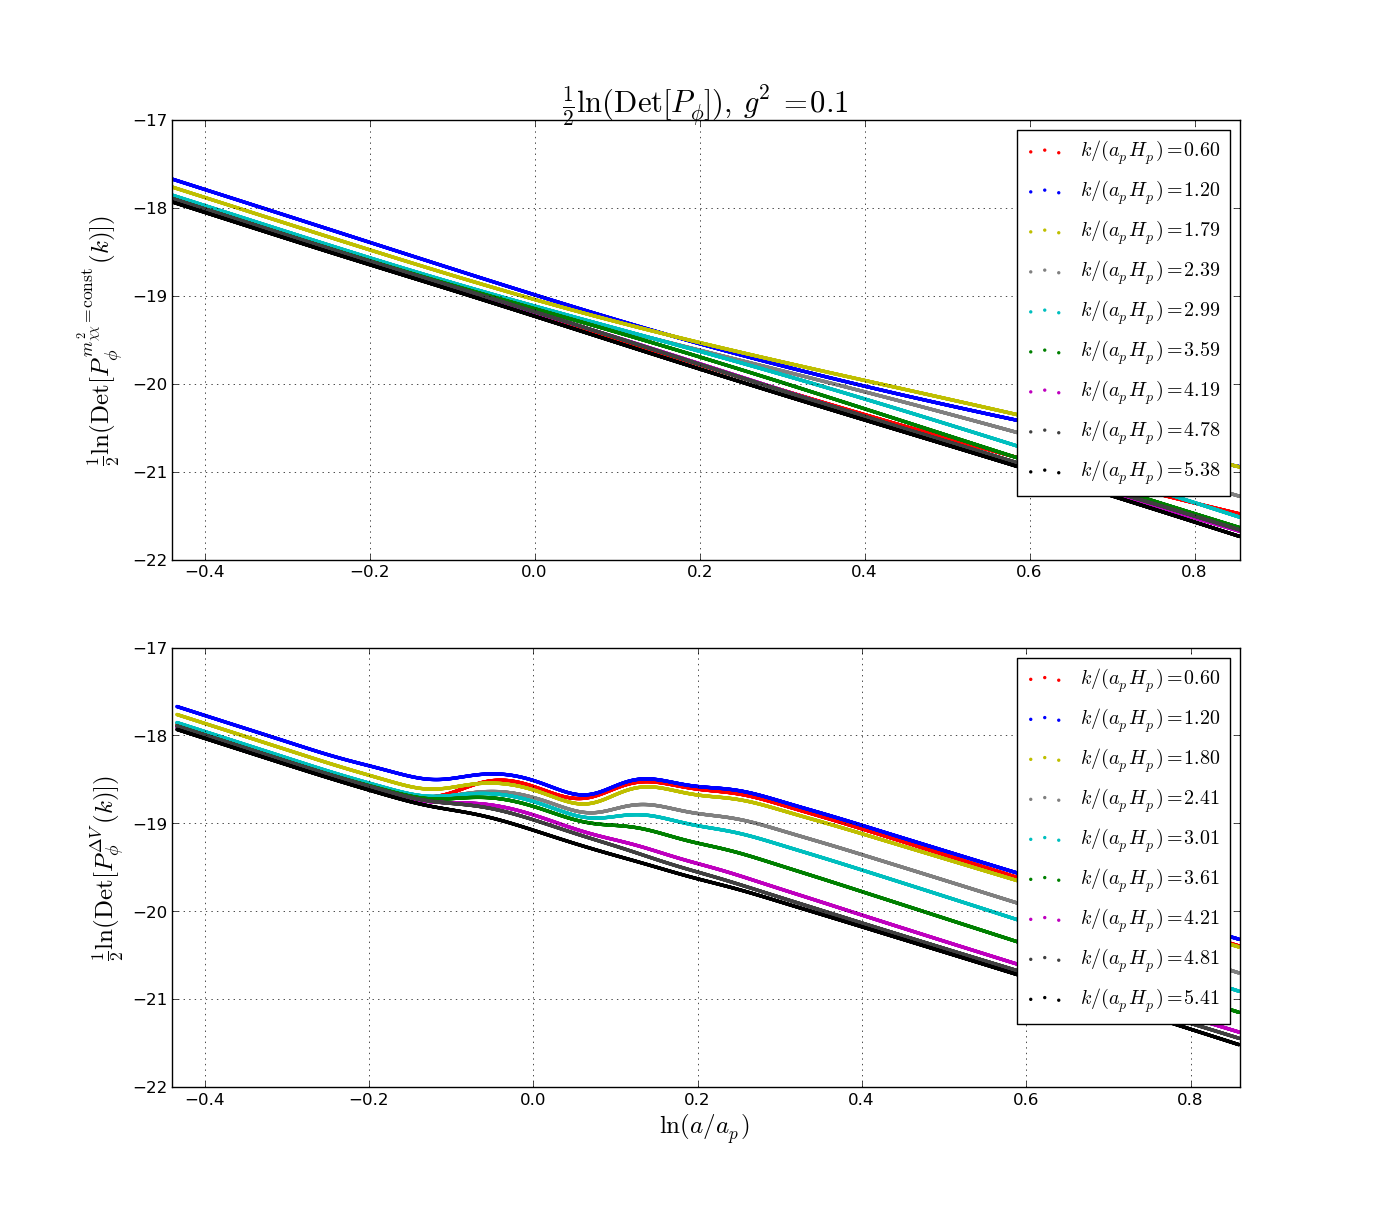 ½ln(Det[P_ϕ]), g² =0.1
−17
−18
−19
−20
−21
−22
½ln(Det[P_ϕ^{m²_{χχ}=const}(k)])
k/(a_p H_p)=0.60
k/(a_p H_p)=1.20
k/(a_p H_p)=1.79
k/(a_p H_p)=2.39
k/(a_p H_p)=2.99
k/(a_p H_p)=3.59
k/(a_p H_p)=4.19
k/(a_p H_p)=4.78
k/(a_p H_p)=5.38
−0.4 −0.2 0.0 0.2 0.4 0.6 0.8
−17
−18
−19
−20
−21
−22
½ln(Det[P_ϕ^{ΔV}(k)])
k/(a_p H_p)=0.60
k/(a_p H_p)=1.20
k/(a_p H_p)=1.80
k/(a_p H_p)=2.41
k/(a_p H_p)=3.01
k/(a_p H_p)=3.61
k/(a_p H_p)=4.21
k/(a_p H_p)=4.81
k/(a_p H_p)=5.41
−0.4 −0.2 0.0 0.2 0.4 0.6 0.8
ln(a/a_p)